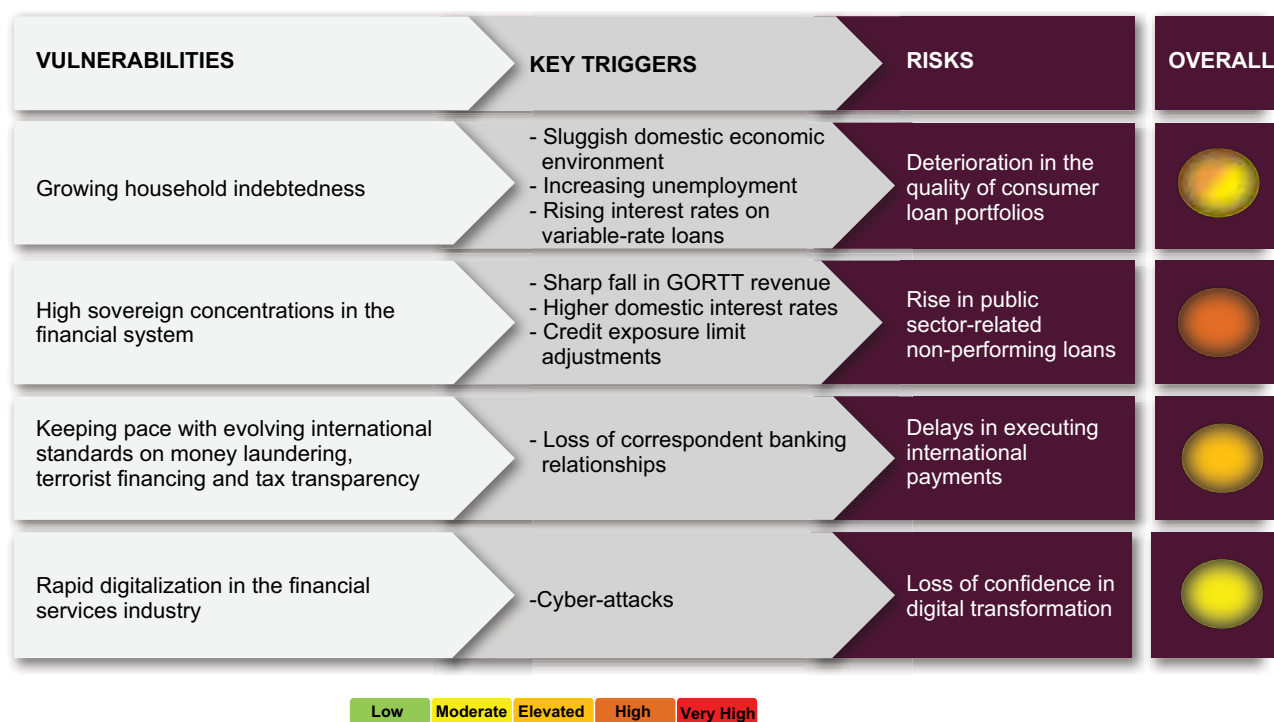 VULNERABILITIES
KEY TRIGGERS
RISKS
OVERALL
Growing household indebtedness
- Sluggish domestic economic
environment
- Increasing unemployment
- Rising interest rates on
variable-rate loans
Deterioration in the
quality of consumer
loan portfolios
High sovereign concentrations in the
financial system
- Sharp fall in GORTT revenue
- Higher domestic interest rates
- Credit exposure limit
adjustments
Rise in public
sector-related
non-performing loans
Keeping pace with evolving international
standards on money laundering,
terrorist financing and tax transparency
- Loss of correspondent banking
relationships
Delays in executing
international
payments
Rapid digitalization in the financial
services industry
-Cyber-attacks
Loss of confidence in
digital transformation
Low Moderate Elevated High Very High